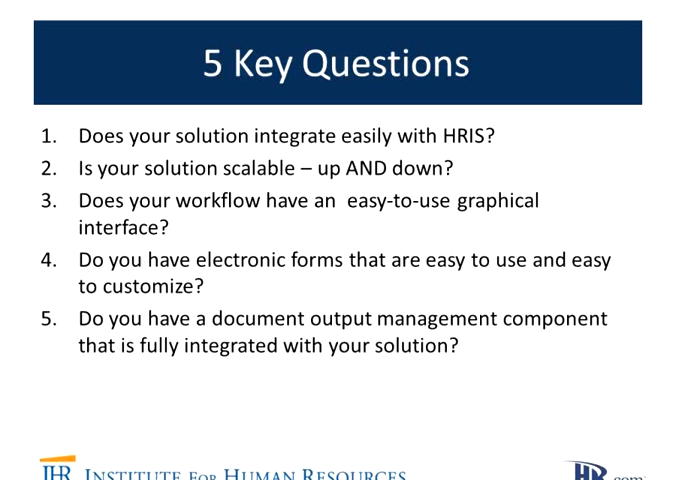 5 Key Questions
1. Does your solution integrate easily with HRIS?
2. Is your solution scalable – up AND down?
3. Does your workflow have an easy-to-use graphical
interface?
4. Do you have electronic forms that are easy to use and easy
to customize?
5. Do you have a document output management component
that is fully integrated with your solution?
IHR INSTITUTE FOR HUMAN RESOURCES
HR.com